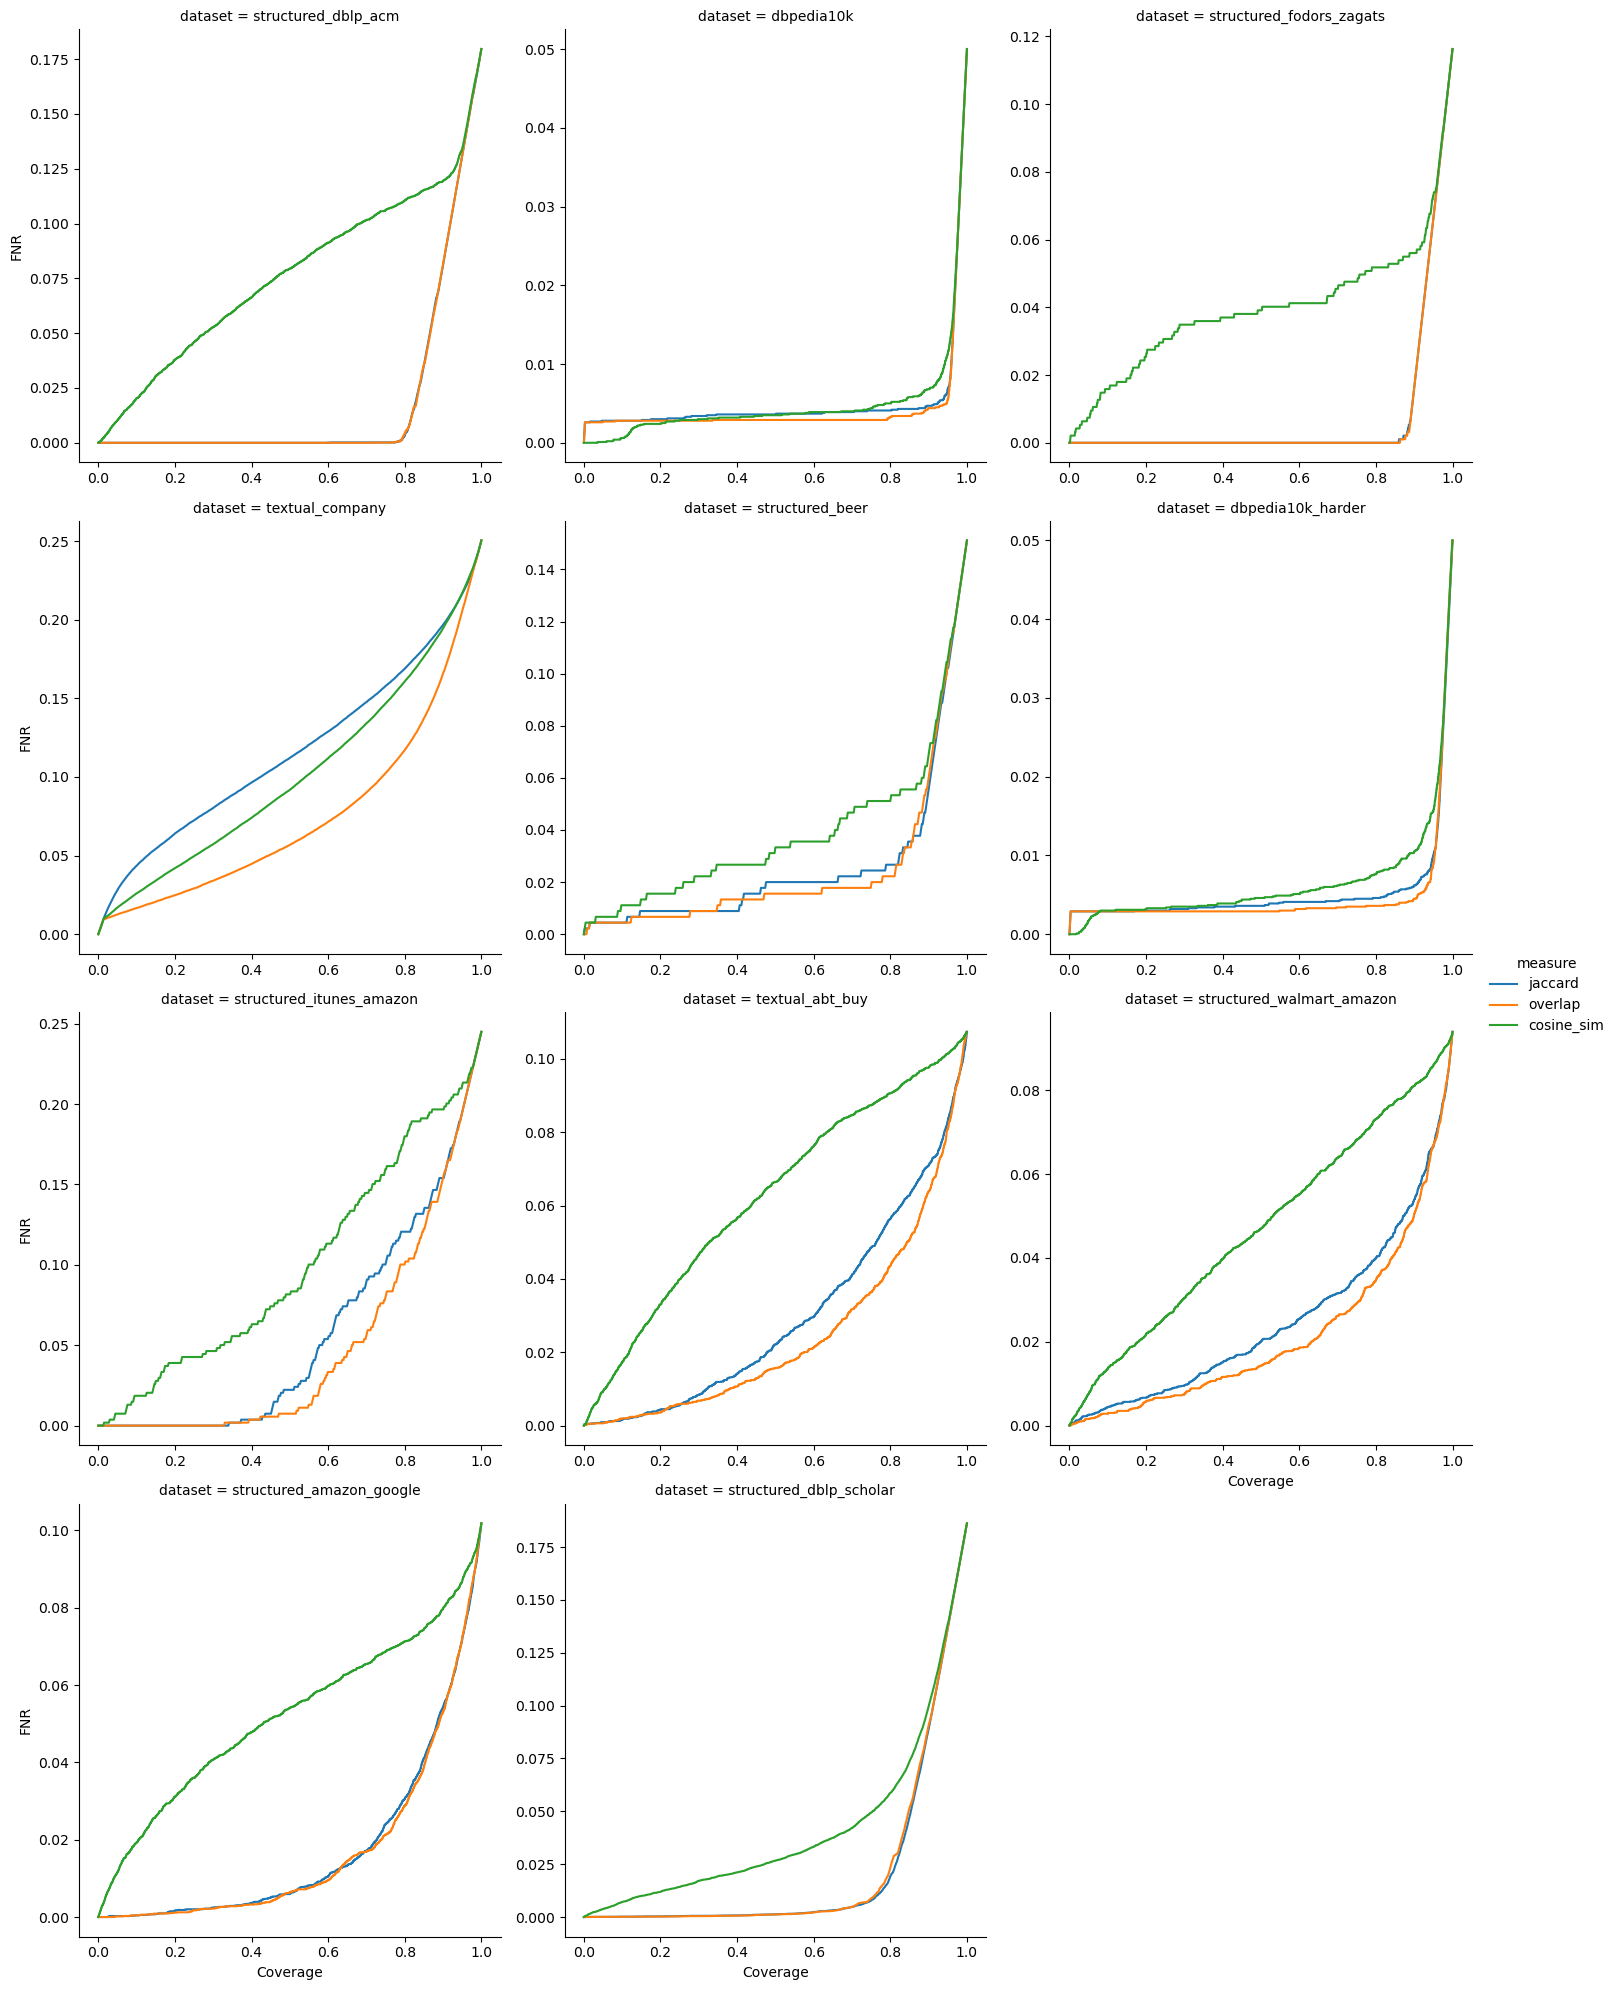 dataset = structured_dblp_acm
dataset = dbpedia10k
dataset = structured_fodors_zagats
FNR
0.175
0.150
0.125
0.100
0.075
0.050
0.025
0.000
0.0 0.2 0.4 0.6 0.8 1.0
0.05
0.04
0.03
0.02
0.01
0.00
0.0 0.2 0.4 0.6 0.8 1.0
0.12
0.10
0.08
0.06
0.04
0.02
0.00
0.0 0.2 0.4 0.6 0.8 1.0
dataset = textual_company
dataset = structured_beer
dataset = dbpedia10k_harder
FNR
0.25
0.20
0.15
0.10
0.05
0.00
0.0 0.2 0.4 0.6 0.8 1.0
0.14
0.12
0.10
0.08
0.06
0.04
0.02
0.00
0.0 0.2 0.4 0.6 0.8 1.0
0.05
0.04
0.03
0.02
0.01
0.00
0.0 0.2 0.4 0.6 0.8 1.0
measure
jaccard
overlap
cosine_sim
dataset = structured_itunes_amazon
dataset = textual_abt_buy
dataset = structured_walmart_amazon
FNR
0.25
0.20
0.15
0.10
0.05
0.00
0.0 0.2 0.4 0.6 0.8 1.0
0.10
0.08
0.06
0.04
0.02
0.00
0.0 0.2 0.4 0.6 0.8 1.0
0.08
0.06
0.04
0.02
0.00
0.0 0.2 0.4 0.6 0.8 1.0
Coverage
dataset = structured_amazon_google
dataset = structured_dblp_scholar
FNR
0.10
0.08
0.06
0.04
0.02
0.00
0.0 0.2 0.4 0.6 0.8 1.0
Coverage
0.175
0.150
0.125
0.100
0.075
0.050
0.025
0.000
0.0 0.2 0.4 0.6 0.8 1.0
Coverage